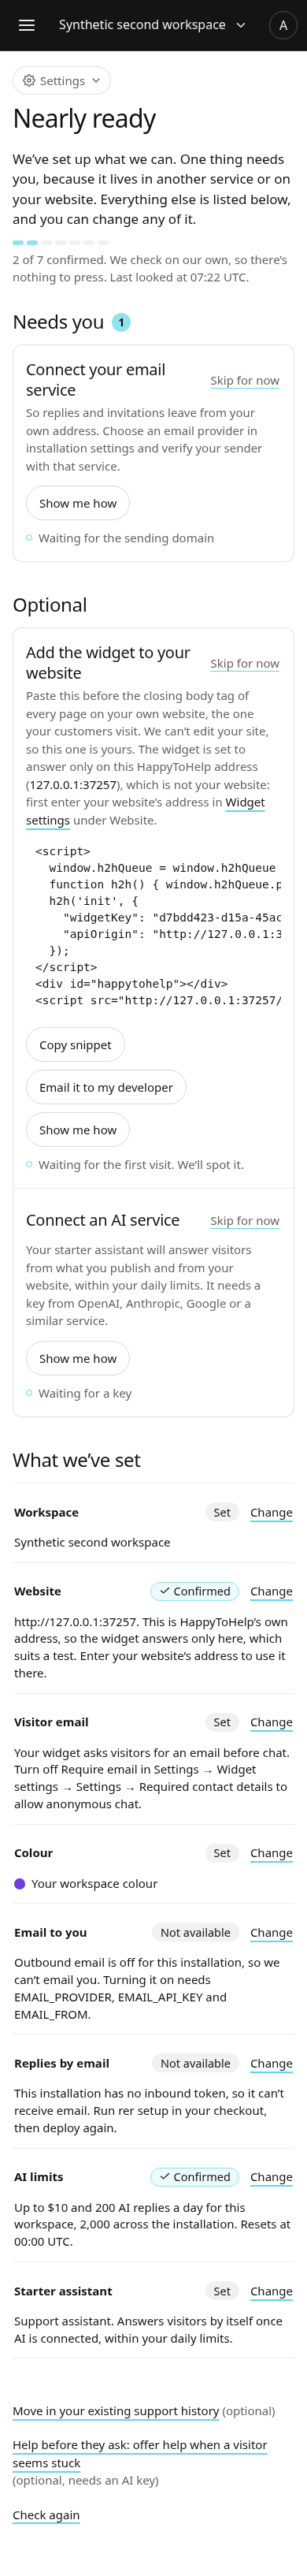 Synthetic second workspace
A
Settings
Nearly ready
We’ve set up what we can. One thing needs
you, because it lives in another service or on
your website. Everything else is listed below,
and you can change any of it.
2 of 7 confirmed. We check on our own, so there’s
nothing to press. Last looked at 07:22 UTC.
Needs you 1
Connect your email
service
Skip for now
So replies and invitations leave from your
own address. Choose an email provider in
installation settings and verify your sender
with that service.
Show me how
Waiting for the sending domain
Optional
Add the widget to your
website
Skip for now
Paste this before the closing body tag of
every page on your own website, the one
your customers visit. We can’t edit your site,
so this one is yours. The widget is set to
answer only on this HappyToHelp address
(127.0.0.1:37257), which is not your website:
first enter your website’s address in Widget
settings under Website.
<script>
window.h2hQueue = window.h2hQueue
function h2h() { window.h2hQueue.p
h2h('init', {
"widgetKey": "d7bdd423-d15a-45ac
"apiOrigin": "http://127.0.0.1:3
});
</script>
<div id="happytohelp"></div>
<script src="http://127.0.0.1:37257/
Copy snippet
Email it to my developer
Show me how
Waiting for the first visit. We’ll spot it.
Connect an AI service
Skip for now
Your starter assistant will answer visitors
from what you publish and from your
website, within your daily limits. It needs a
key from OpenAI, Anthropic, Google or a
similar service.
Show me how
Waiting for a key
What we’ve set
Workspace Set Change
Synthetic second workspace
Website ✓ Confirmed Change
http://127.0.0.1:37257. This is HappyToHelp’s own
address, so the widget answers only here, which
suits a test. Enter your website’s address to use it
there.
Visitor email Set Change
Your widget asks visitors for an email before chat.
Turn off Require email in Settings → Widget
settings → Settings → Required contact details to
allow anonymous chat.
Colour Set Change
Your workspace colour
Email to you Not available Change
Outbound email is off for this installation, so we
can’t email you. Turning it on needs
EMAIL_PROVIDER, EMAIL_API_KEY and
EMAIL_FROM.
Replies by email Not available Change
This installation has no inbound token, so it can’t
receive email. Run rer setup in your checkout,
then deploy again.
AI limits ✓ Confirmed Change
Up to $10 and 200 AI replies a day for this
workspace, 2,000 across the installation. Resets at
00:00 UTC.
Starter assistant Set Change
Support assistant. Answers visitors by itself once
AI is connected, within your daily limits.
Move in your existing support history (optional)
Help before they ask: offer help when a visitor
seems stuck
(optional, needs an AI key)
Check again